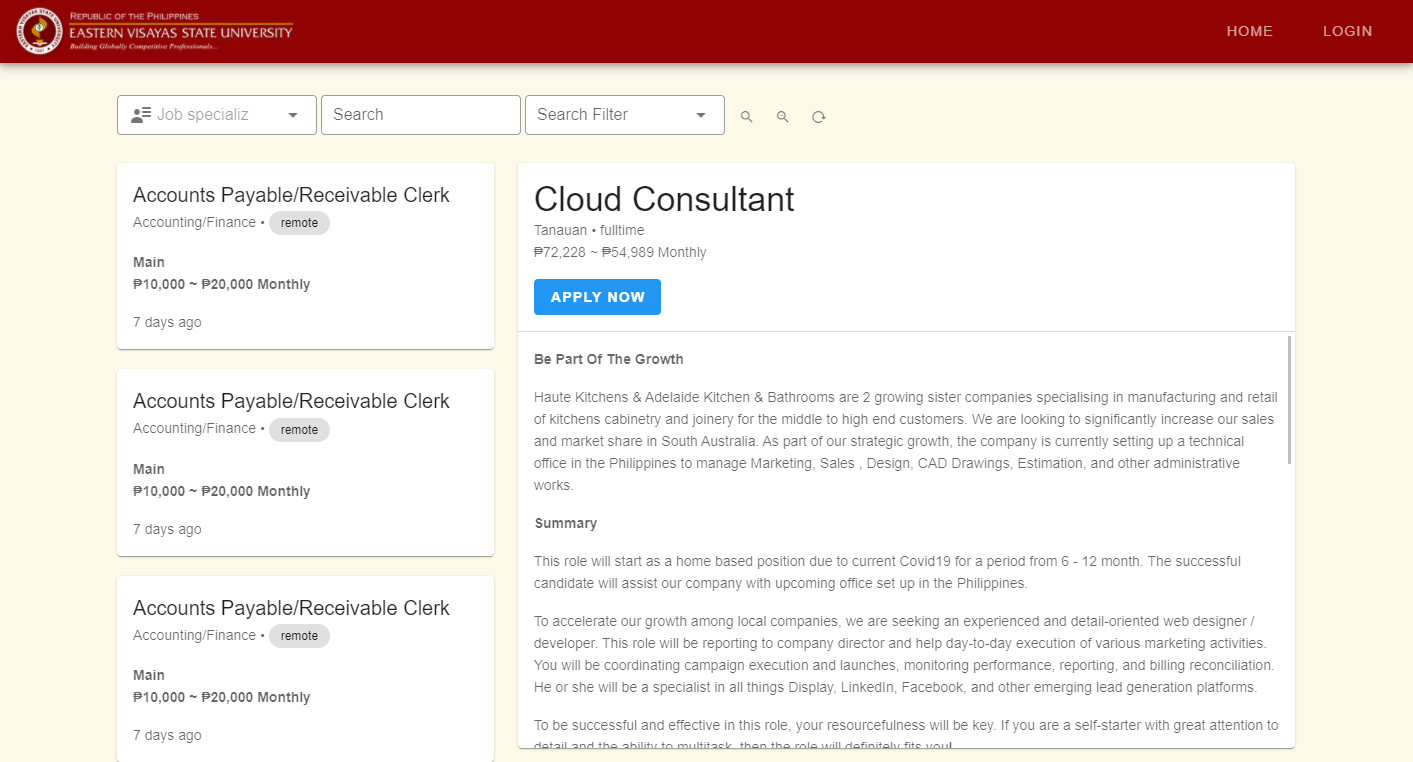 REPUBLIC OF THE PHILIPPINES
EASTERN VISAYAS STATE UNIVERSITY
Building Globally Competitive Professionals...
HOME
LOGIN
Job specializ
Search
Search Filter
Accounts Payable/Receivable Clerk
Accounting/Finance • remote
Main
₱10,000 ~ ₱20,000 Monthly
7 days ago
Accounts Payable/Receivable Clerk
Accounting/Finance • remote
Main
₱10,000 ~ ₱20,000 Monthly
7 days ago
Accounts Payable/Receivable Clerk
Accounting/Finance • remote
Main
₱10,000 ~ ₱20,000 Monthly
7 days ago
Cloud Consultant
Tanauan • fulltime
₱72,228 ~ ₱54,989 Monthly
APPLY NOW
Be Part Of The Growth
Haute Kitchens & Adelaide Kitchen & Bathrooms are 2 growing sister companies specialising in manufacturing and retail
of kitchens cabinetry and joinery for the middle to high end customers. We are looking to significantly increase our sales
and market share in South Australia. As part of our strategic growth, the company is currently setting up a technical
office in the Philippines to manage Marketing, Sales , Design, CAD Drawings, Estimation, and other administrative
works.
Summary
This role will start as a home based position due to current Covid19 for a period from 6 - 12 month. The successful
candidate will assist our company with upcoming office set up in the Philippines.
To accelerate our growth among local companies, we are seeking an experienced and detail-oriented web designer /
developer. This role will be reporting to company director and help day-to-day execution of various marketing activities.
You will be coordinating campaign execution and launches, monitoring performance, reporting, and billing reconciliation.
He or she will be a specialist in all things Display, LinkedIn, Facebook, and other emerging lead generation platforms.
To be successful and effective in this role, your resourcefulness will be key. If you are a self-starter with great attention to
detail and the ability to multitask, then the role will definitely fits you!